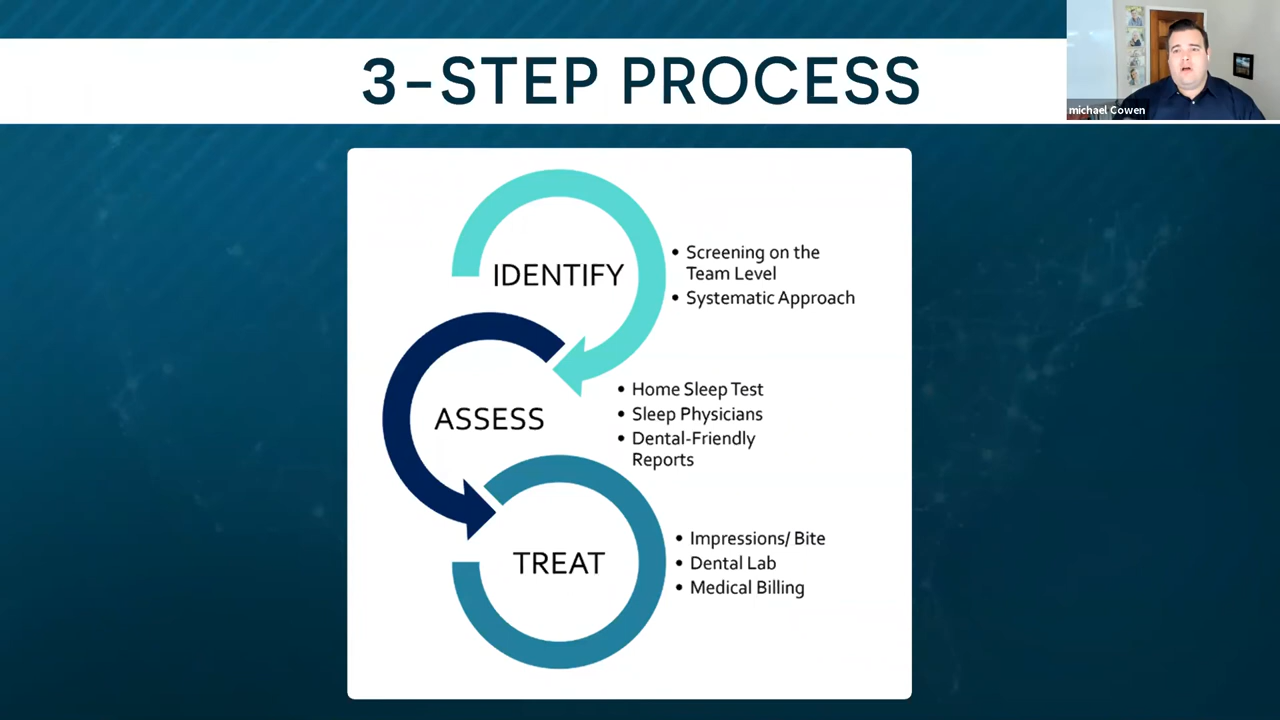 3-STEP PROCESS
michael Cowen
IDENTIFY
• Screening on the
Team Level
• Systematic Approach
ASSESS
• Home Sleep Test
• Sleep Physicians
• Dental-Friendly
Reports
TREAT
• Impressions/ Bite
• Dental Lab
• Medical Billing